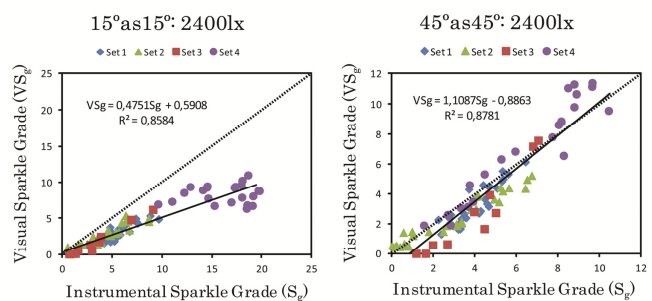 15ºas15º: 2400lx
Set 1 Set 2 Set 3 Set 4
Visual Sparkle Grade (VSg)
25
20
15
10
5
0
VSg = 0,4751Sg + 0,5908
R² = 0,8584
0 5 10 15 20 25
Instrumental Sparkle Grade (Sg)
45ºas45º: 2400lx
Set 1 Set 2 Set 3 Set 4
Visual Sparkle Grade (VSg)
12
10
8
6
4
2
0
VSg = 1,1087Sg - 0,8863
R² = 0,8781
0 2 4 6 8 10 12
Instrumental Sparkle Grade (Sg)